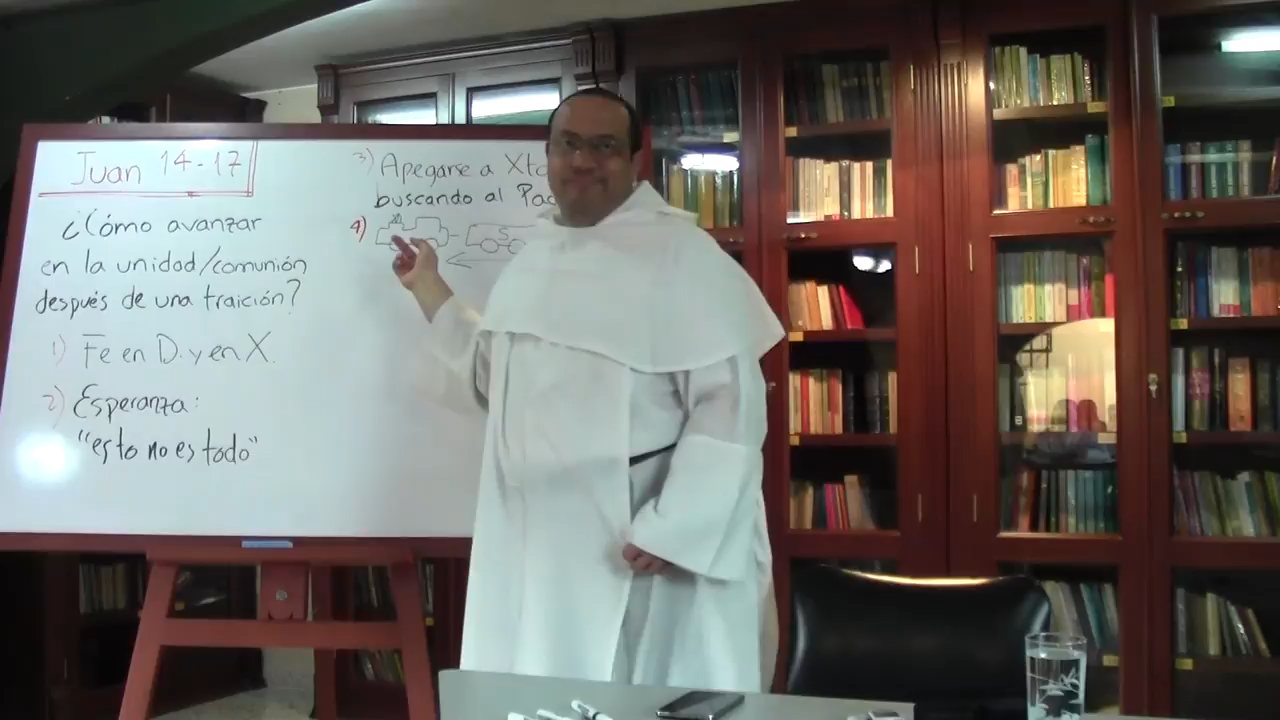 Juan 14-17
¿Cómo avanzar
en la unidad/comunión
después de una traición?
1) Fe en D. y en X.
2) Esperanza:
"esto no es todo"
3) Apegarse a Xto
buscando al
4)
S